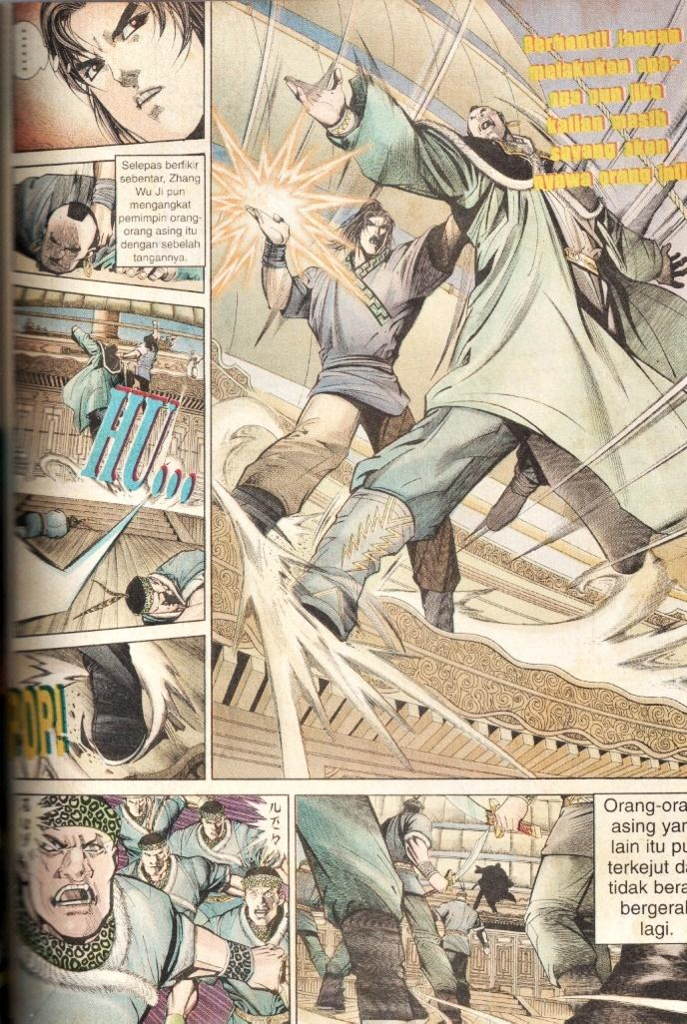 Selepas berfikir
sebentar, Zhang
Wu Ji pun
mengangkat
pemimpin orang-
orang asing itu
dengan sebelah
tangannya.
Berhenti! Jangan
melakukan apa-
apa pun jika
kalian masih
sayang akan
nyawa orang ini!
HU...
POP!
Orang-ora
asing yan
lain itu pu
terkejut da
tidak bera
bergeral
lagi.